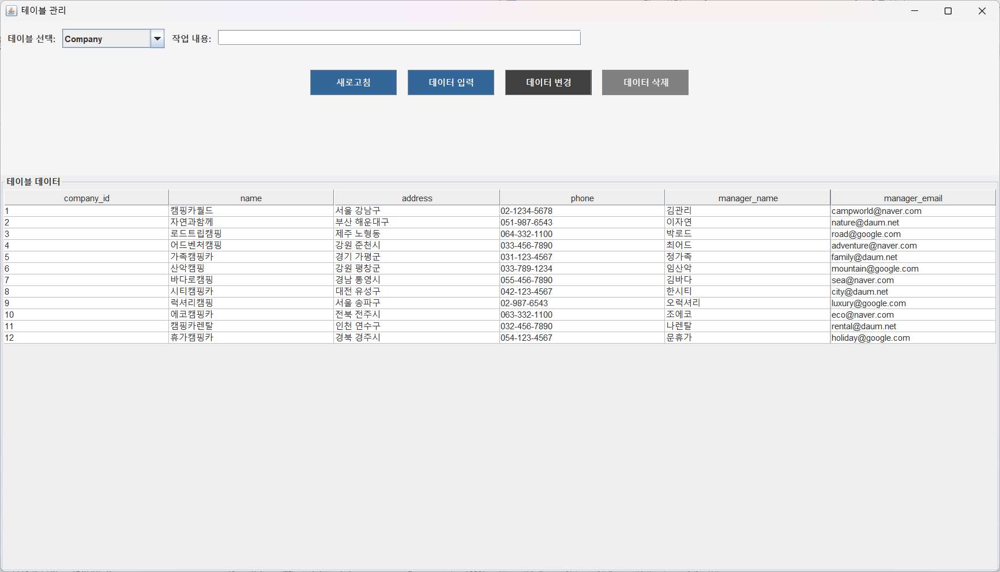 테이블 관리
테이블 선택: Company 작업 내용:
새로고침 데이터 입력 데이터 변경 데이터 삭제
테이블 데이터
company_id name address phone manager_name manager_email
1 캠핑카월드 서울 강남구 02-1234-5678 김관리 campworld@naver.com
2 자연과함께 부산 해운대구 051-987-6543 이자연 nature@daum.net
3 로드트립캠핑 제주 노형동 064-332-1100 박로드 road@google.com
4 어드벤처캠핑 강원 춘천시 033-456-7890 최어드 adventure@naver.com
5 가족캠핑카 경기 가평군 031-123-4567 정가족 family@daum.net
6 산악캠핑 강원 평창군 033-789-1234 임산악 mountain@google.com
7 바다로캠핑 경남 통영시 055-456-7890 김바다 sea@naver.com
8 시티캠핑카 대전 유성구 042-123-4567 한시티 city@daum.net
9 럭셔리캠핑 서울 송파구 02-987-6543 오럭셔리 luxury@google.com
10 에코캠핑카 전북 전주시 063-332-1100 조에코 eco@naver.com
11 캠핑카렌탈 인천 연수구 032-456-7890 나렌탈 rental@daum.net
12 휴가캠핑카 경북 경주시 054-123-4567 문휴가 holiday@google.com